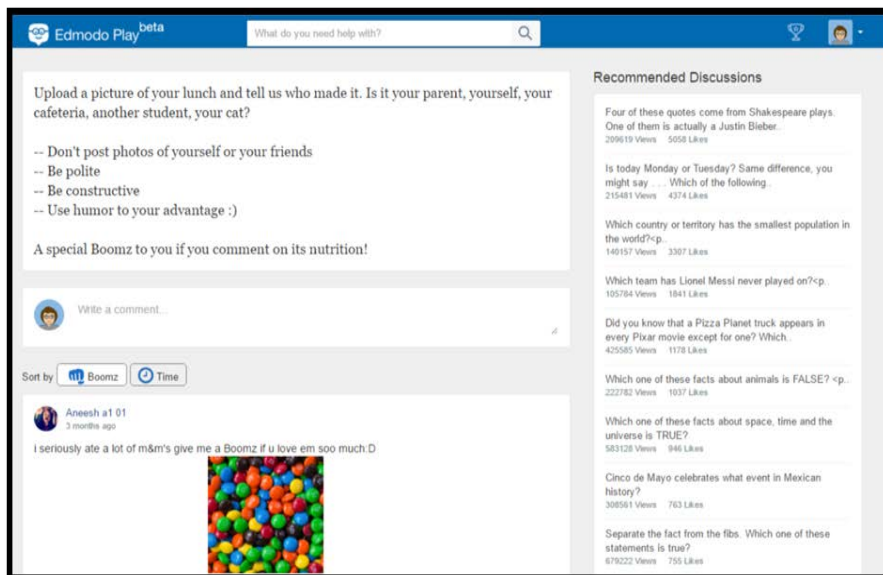 Edmodo Play beta
What do you need help with?
Upload a picture of your lunch and tell us who made it. Is it your parent, yourself, your
cafeteria, another student, your cat?
-- Don't post photos of yourself or your friends
-- Be polite
-- Be constructive
-- Use humor to your advantage :)
A special Boomz to you if you comment on its nutrition!
Write a comment...
Sort by Boomz Time
Aneesh a1 01
3 months ago
i seriously ate a lot of m&m's give me a Boomz if u love em soo much:D
Recommended Discussions
Four of these quotes come from Shakespeare plays.
One of them is actually a Justin Bieber..
209619 Views 5058 Likes
Is today Monday or Tuesday? Same difference, you
might say . . . Which of the following..
215481 Views 4374 Likes
Which country or territory has the smallest population in
the world?<p..
140157 Views 3307 Likes
Which team has Lionel Messi never played on?<p..
105784 Views 1841 Likes
Did you know that a Pizza Planet truck appears in
every Pixar movie except for one? Which..
425585 Views 1178 Likes
Which one of these facts about animals is FALSE? <p..
222782 Views 1037 Likes
Which one of these facts about space, time and the
universe is TRUE?
583128 Views 946 Likes
Cinco de Mayo celebrates what event in Mexican
history?
308561 Views 763 Likes
Separate the fact from the fibs. Which one of these
statements is true?
679222 Views 755 Likes